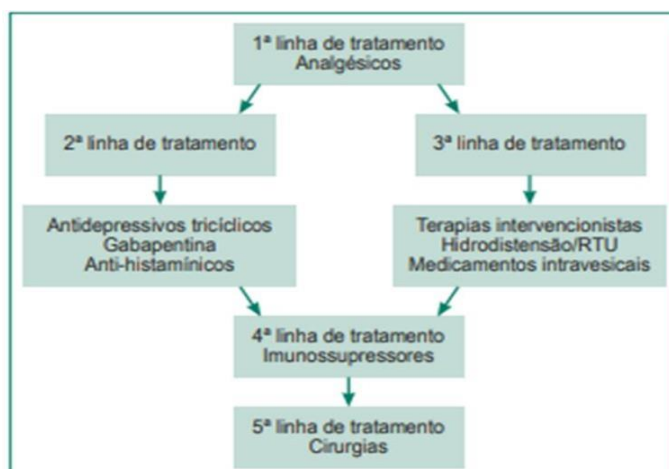 1ª linha de tratamento
Analgésicos
2ª linha de tratamento
3ª linha de tratamento
Antidepressivos tricíclicos
Gabapentina
Anti-histamínicos
Terapias intervencionistas
Hidrodistensão/RTU
Medicamentos intravesicais
4ª linha de tratamento
Imunossupressores
5ª linha de tratamento
Cirurgias